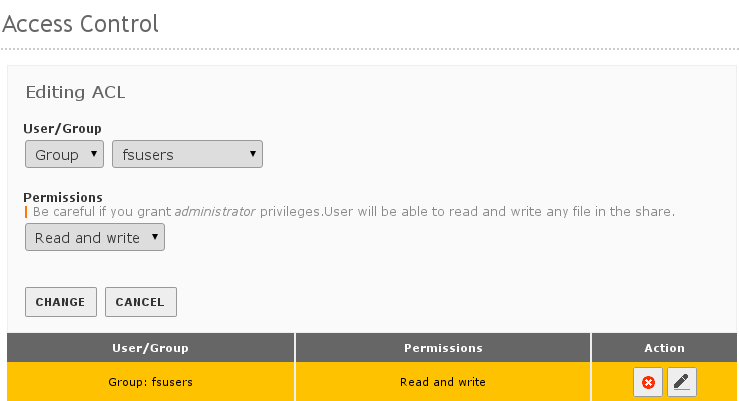 Access Control
Editing ACL
User/Group
Group fsusers
Permissions
Be careful if you grant administrator privileges.User will be able to read and write any file in the share.
Read and write
CHANGE CANCEL
User/Group Permissions Action
Group: fsusers Read and write